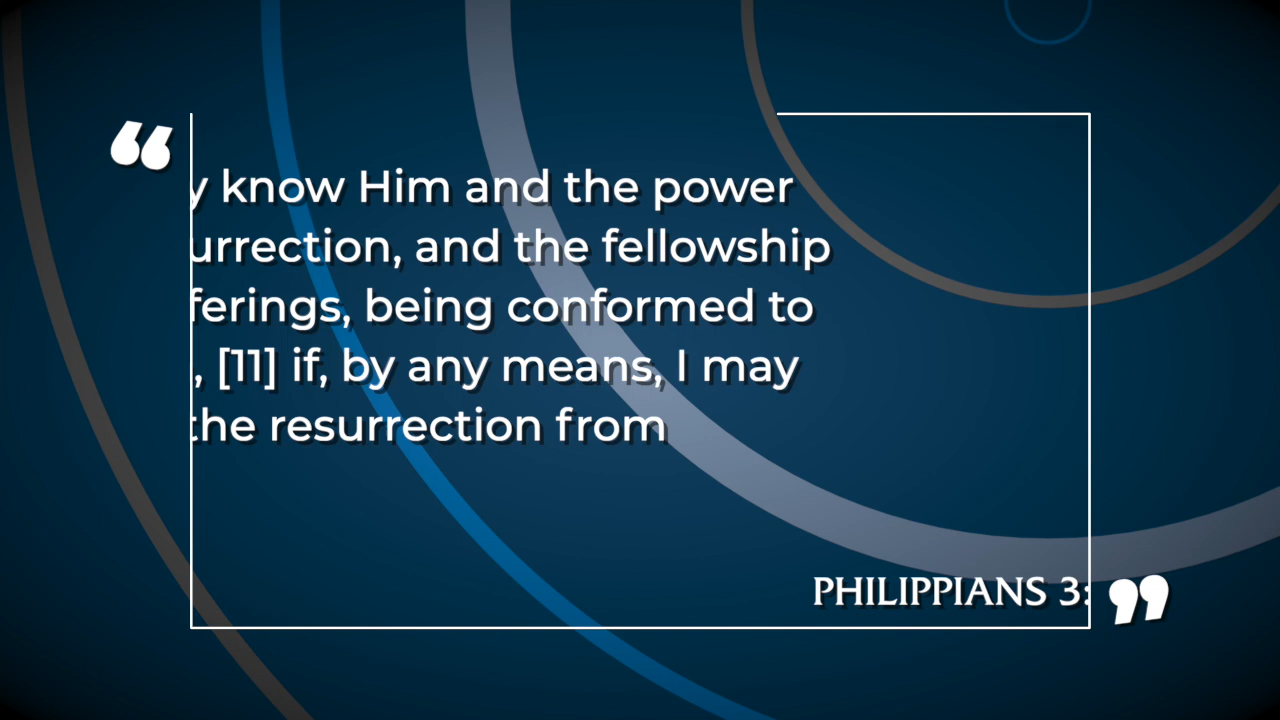 “
y know Him and the power
urrection, and the fellowship
ferings, being conformed to
, [11] if, by any means, I may
the resurrection from
PHILIPPIANS 3:
”